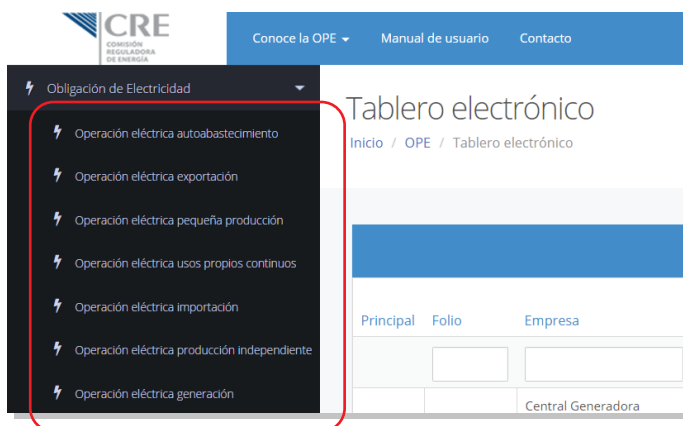 CRE
COMISIÓN
REGULADORA
DE ENERGÍA
Conoce la OPE
Manual de usuario
Contacto
Obligación de Electricidad
Operación eléctrica autoabastecimiento
Operación eléctrica exportación
Operación eléctrica pequeña producción
Operación eléctrica usos propios continuos
Operación eléctrica importación
Operación eléctrica producción independiente
Operación eléctrica generación
Tablero electrónico
Inicio / OPE / Tablero electrónico
Principal Folio Empresa
Central Generadora